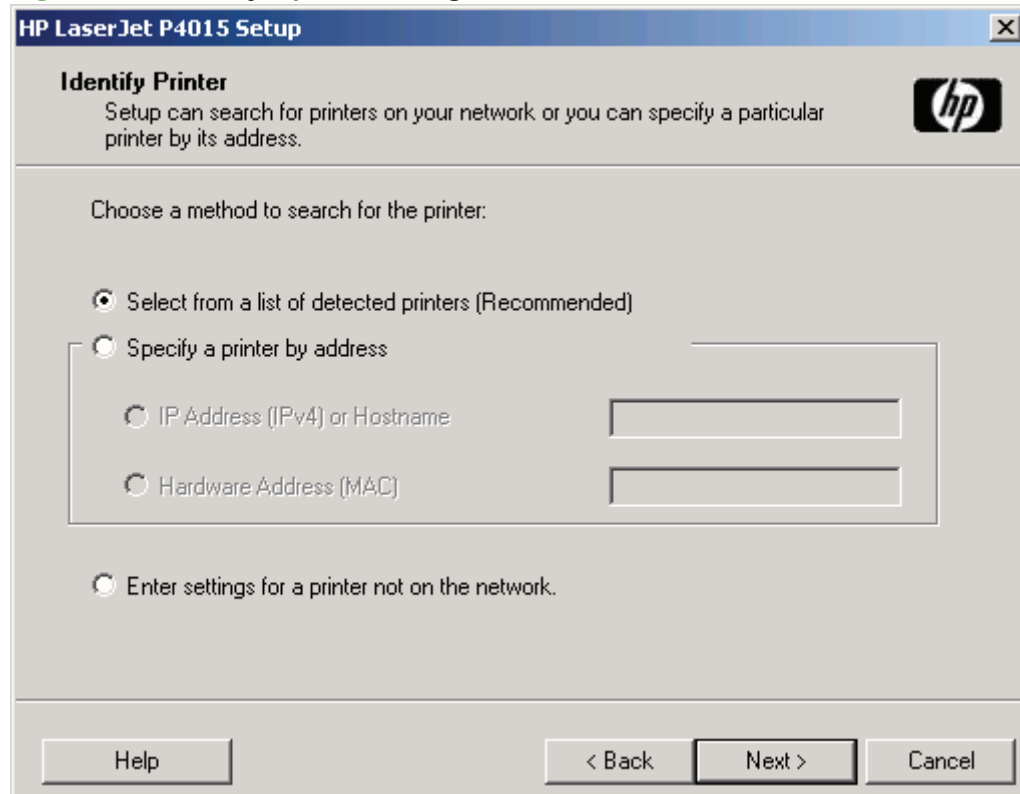 HP LaserJet P4015 Setup
Identify Printer
Setup can search for printers on your network or you can specify a particular
printer by its address.
hp
Choose a method to search for the printer:
Select from a list of detected printers (Recommended)
Specify a printer by address
IP Address (IPv4) or Hostname
Hardware Address (MAC)
Enter settings for a printer not on the network.
Help
< Back
Next >
Cancel